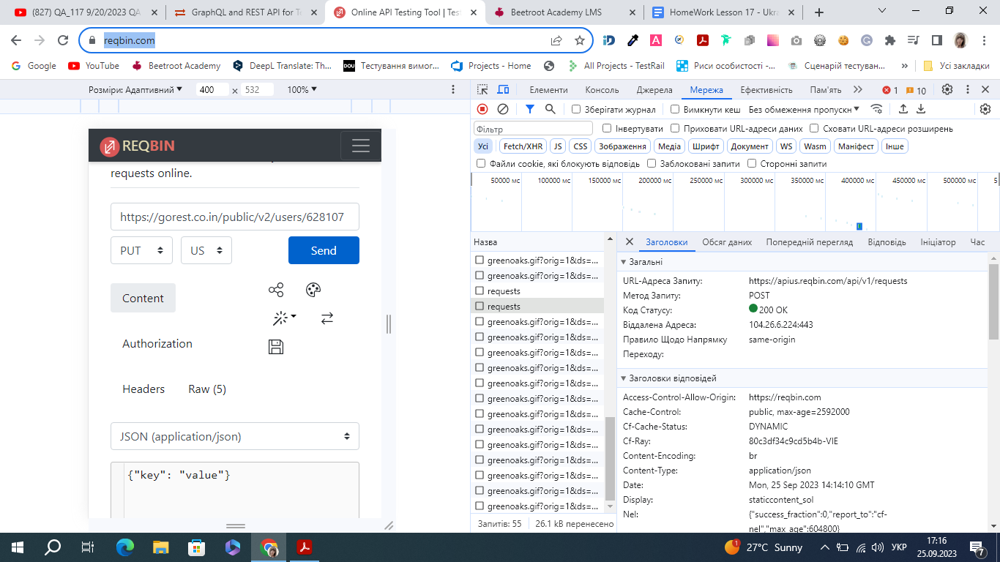 (827) QA_117 9/20/2023 QA
GraphQL and REST API for Te
Online API Testing Tool | Test
Beetroot Academy LMS
HomeWork Lesson 17 - Ukra
reqbin.com
Google
YouTube
Beetroot Academy
DeepL Translate: Th...
DOU
Тестування вимог...
Projects - Home
All Projects - TestRail
Риси особистості -...
Сценарій тестуван...
»
Усі закладки
Розміри: Адаптивний
400
×
532
100%
Елементи
Консоль
Джерела
Мережа
Ефективність
Пам'ять
1
10
Зберігати журнал
Вимкнути кеш
Без обмеження пропускн
Фільтр
Інвертувати
Приховати URL-адреси даних
Сховати URL-адреси розширень
Усі
Fetch/XHR
JS
CSS
Зображення
Медіа
Шрифт
Документ
WS
Wasm
Маніфест
Інше
Файли cookie, які блокують відповідь
Заблоковані запити
Сторонні запити
50000 мс
100000 мс
150000 мс
200000 мс
250000 мс
300000 мс
350000 мс
400000 мс
450000 мс
500000 мс
5
REQBIN
requests online.
https://gorest.co.in/public/v2/users/628107
PUT
US
Send
Content
Authorization
Headers
Raw (5)
JSON (application/json)
{"key": "value"}
Назва
greenoaks.gif?orig=1&ds=...
greenoaks.gif?orig=1&ds=...
requests
requests
greenoaks.gif?orig=1&ds=...
greenoaks.gif?orig=1&ds=...
greenoaks.gif?orig=1&ds=...
greenoaks.gif?orig=1&ds=...
greenoaks.gif?orig=1&ds=...
greenoaks.gif?orig=1&ds=...
greenoaks.gif?orig=1&ds=...
greenoaks.gif?orig=1&ds=...
greenoaks.gif?orig=1&ds=...
greenoaks.gif?orig=1&ds=...
greenoaks.gif?orig=1&ds=...
greenoaks.gif?orig=1&ds=...
greenoaks.gif?orig=1&ds=...
Запитів: 55
26.1 kB перенесено
Заголовки
Обсяг даних
Попередній перегляд
Відповідь
Ініціатор
Час
Загальні
URL-Адреса Запиту:
https://apius.reqbin.com/api/v1/requests
Метод Запиту:
POST
Код Статусу:
200 OK
Віддалена Адреса:
104.26.6.224:443
Правило Щодо Напрямку
Переходу:
same-origin
Заголовки відповідей
Access-Control-Allow-Origin:
https://reqbin.com
Cache-Control:
public, max-age=2592000
Cf-Cache-Status:
DYNAMIC
Cf-Ray:
80c3df34c9cd5b4b-VIE
Content-Encoding:
br
Content-Type:
application/json
Date:
Mon, 25 Sep 2023 14:14:10 GMT
Display:
staticcontent_sol
Nel:
{"success_fraction":0,"report_to":"cf-
nel","max_age":604800}
1
27°C Sunny
УКР
17:16
25.09.2023
7